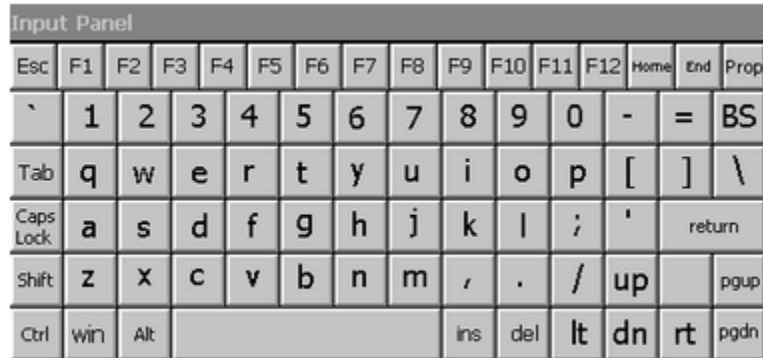 Input Panel
Esc F1 F2 F3 F4 F5 F6 F7 F8 F9 F10 F11 F12 Home End Prop
` 1 2 3 4 5 6 7 8 9 0 - = BS
Tab q w e r t y u i o p [ ] \
Caps Lock a s d f g h j k l ; ' return
Shift z x c v b n m , . / up pgup
Ctrl win Alt ins del lt dn rt pgdn